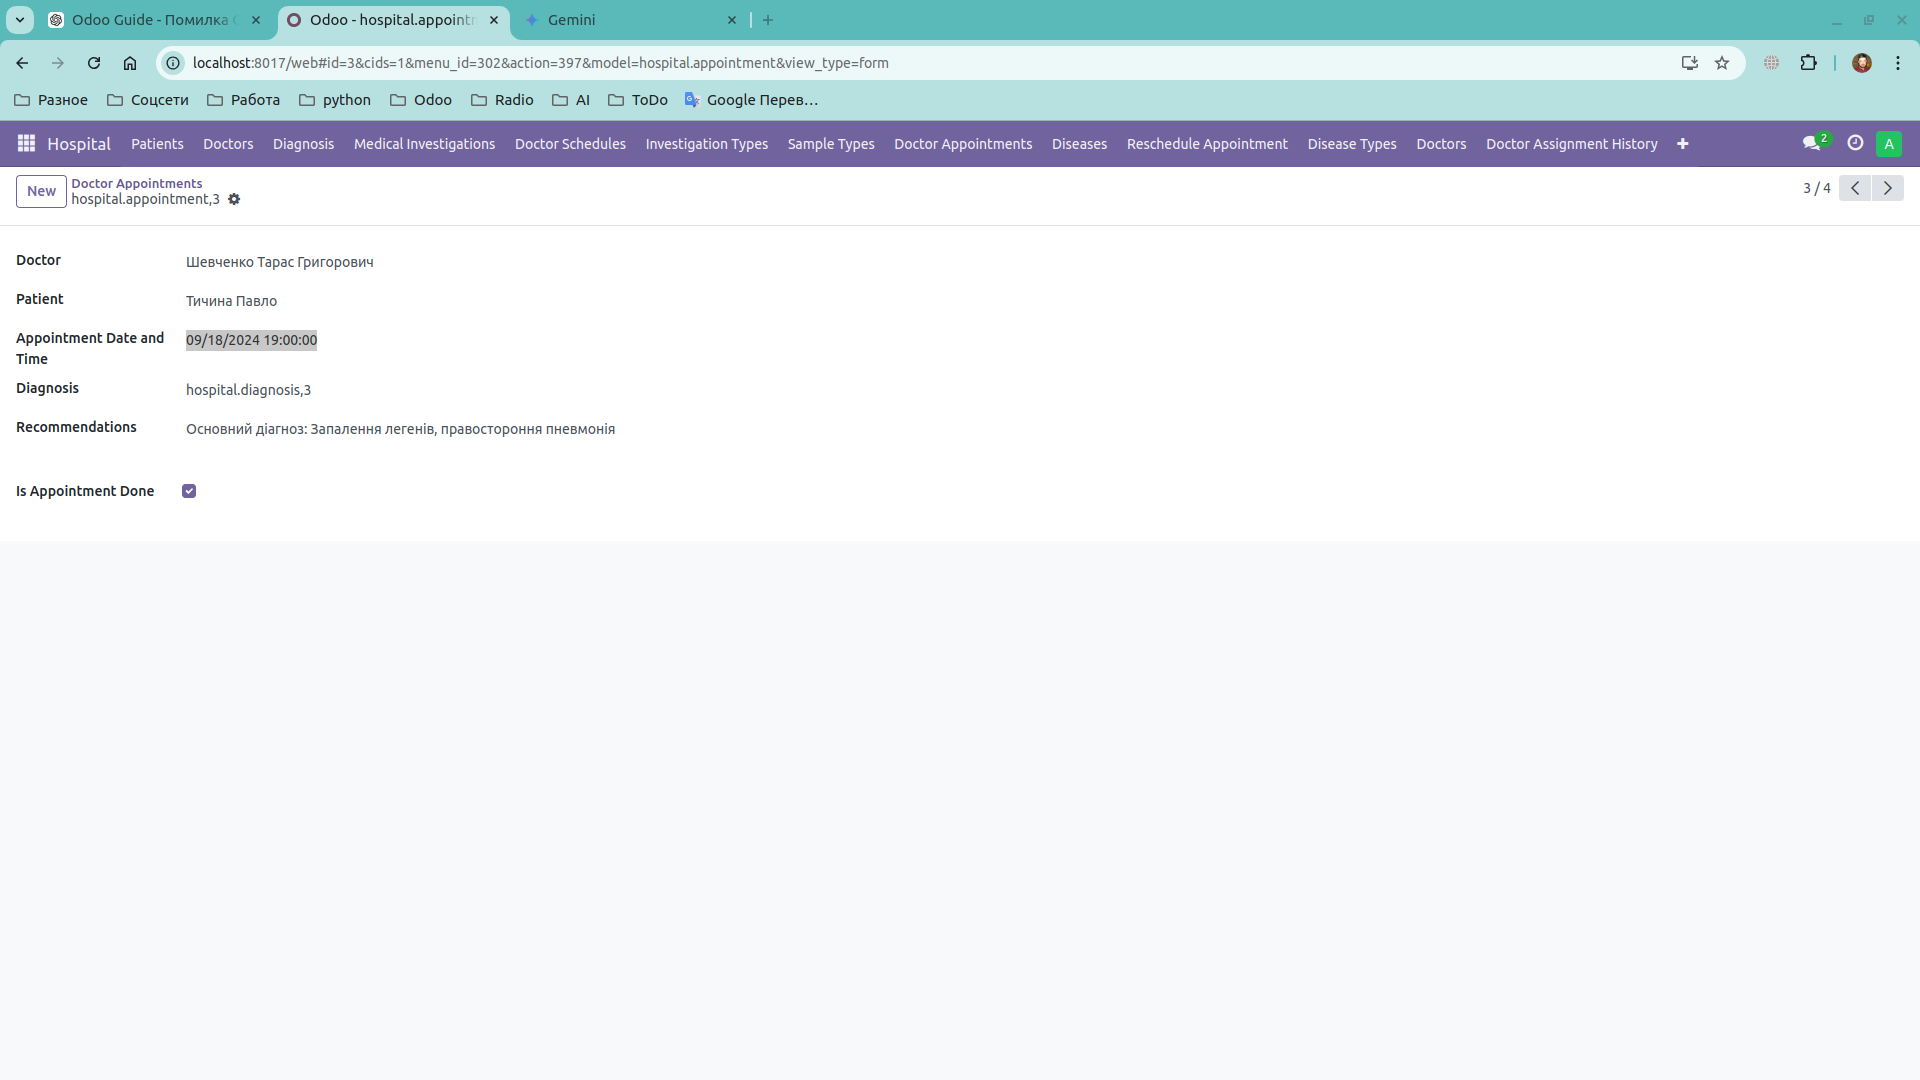 Odoo Guide - Помилка
Odoo - hospital.appoint
Gemini
localhost:8017/web#id=3&cids=1&menu_id=302&action=397&model=hospital.appointment&view_type=form
Разное
Соцсети
Работа
python
Odoo
Radio
AI
ToDo
Google Перев…
Hospital
Patients
Doctors
Diagnosis
Medical Investigations
Doctor Schedules
Investigation Types
Sample Types
Doctor Appointments
Diseases
Reschedule Appointment
Disease Types
Doctors
Doctor Assignment History
2
A
New
Doctor Appointments
hospital.appointment,3
3 / 4
Doctor
Шевченко Тарас Григорович
Patient
Тичина Павло
Appointment Date and
Time
09/18/2024 19:00:00
Diagnosis
hospital.diagnosis,3
Recommendations
Основний діагноз: Запалення легенів, правостороння пневмонія
Is Appointment Done